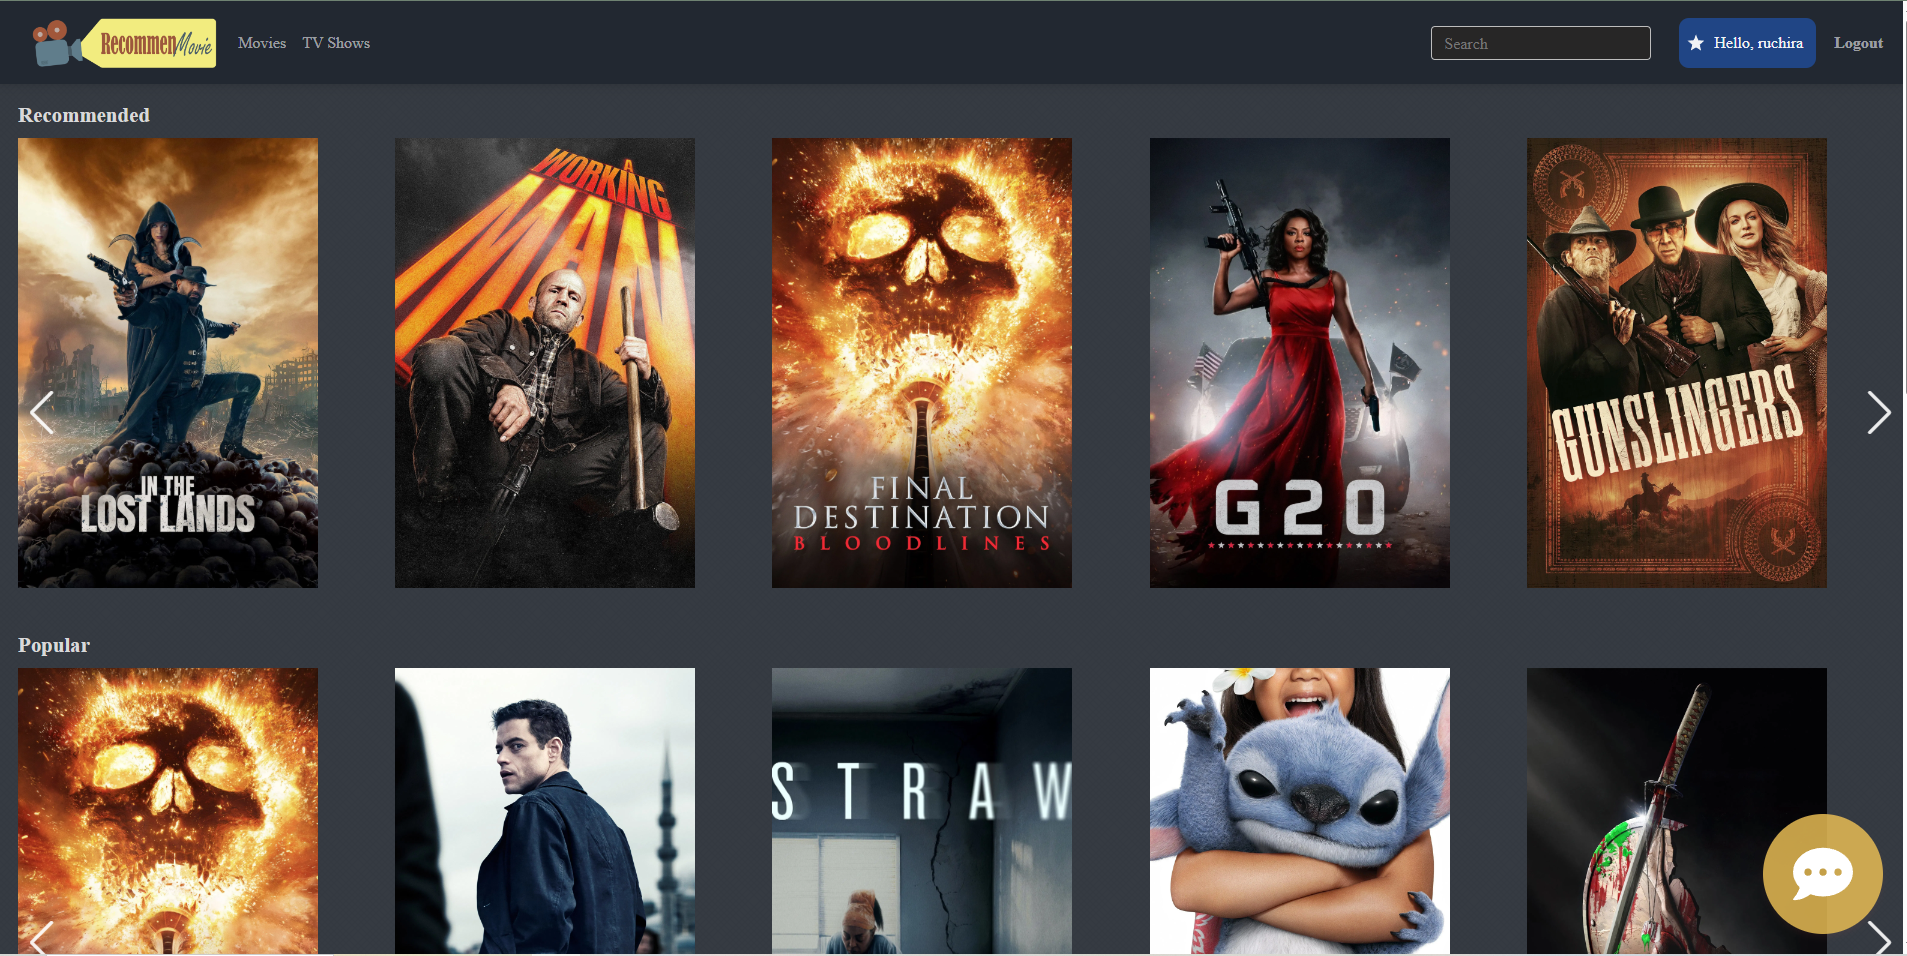 RecommenMovie
Movies
TV Shows
Search
Hello, ruchira
Logout
Recommended
IN THE
LOST LANDS
A
WORKING
MAN
FINAL
DESTINATION
BLOODLINES
G20
GUNSLINGERS
Popular
STRAW